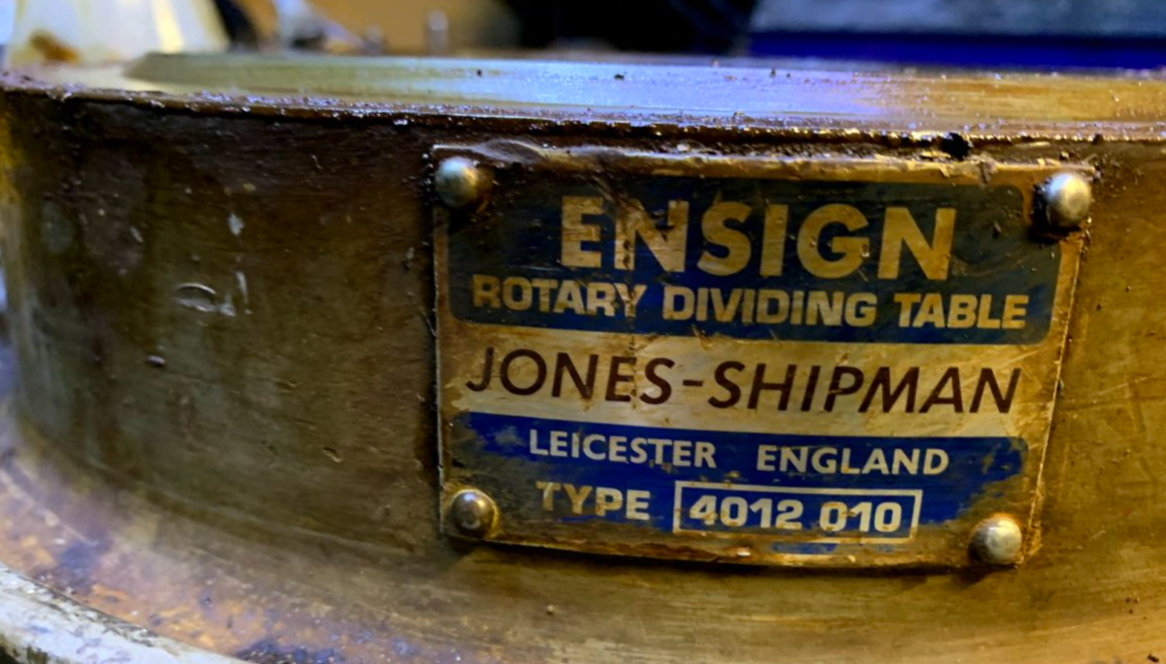 ENSIGN
ROTARY DIVIDING TABLE
JONES-SHIPMAN
LEICESTER ENGLAND
TYPE 4012 010